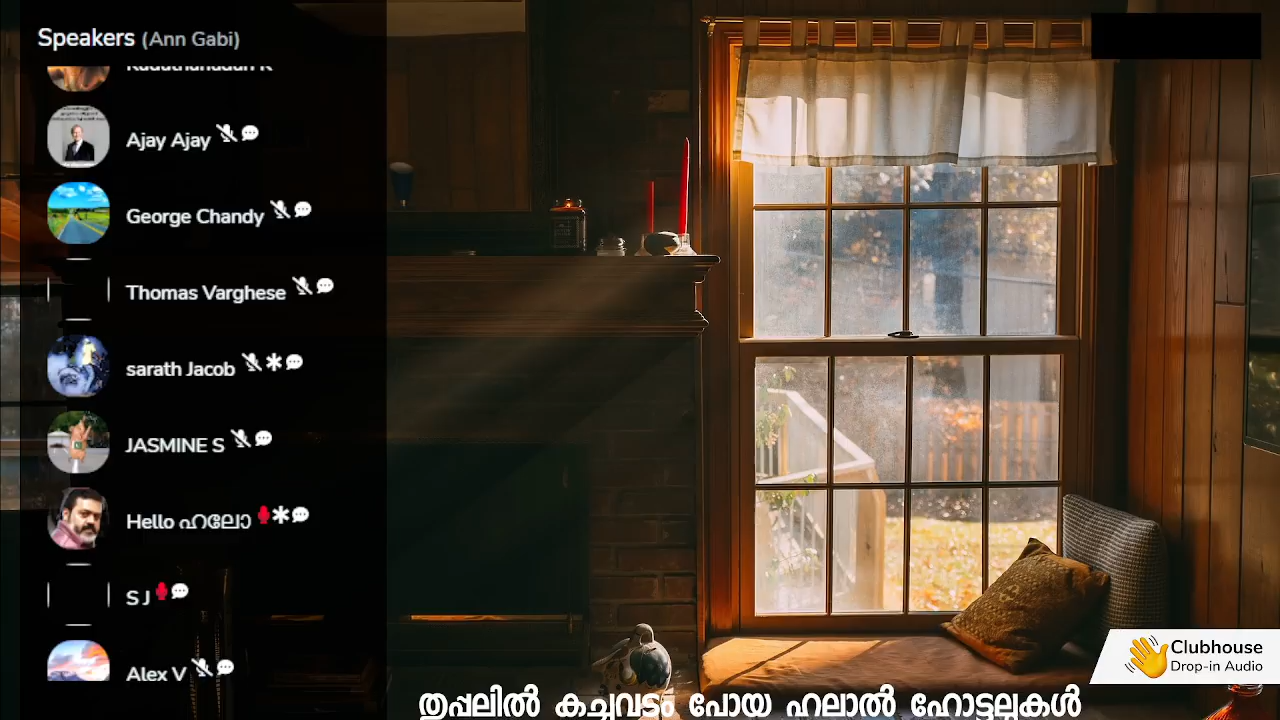 Speakers (Ann Gabi)
Ajay Ajay
George Chandy
Thomas Varghese
sarath Jacob
JASMINE S
Hello ഹലോ
S J
Alex V
Clubhouse
Drop-in Audio
തുപ്പലിൽ കച്ചവടം പോയ ഹലാൽ ഹോട്ടലുകൾ